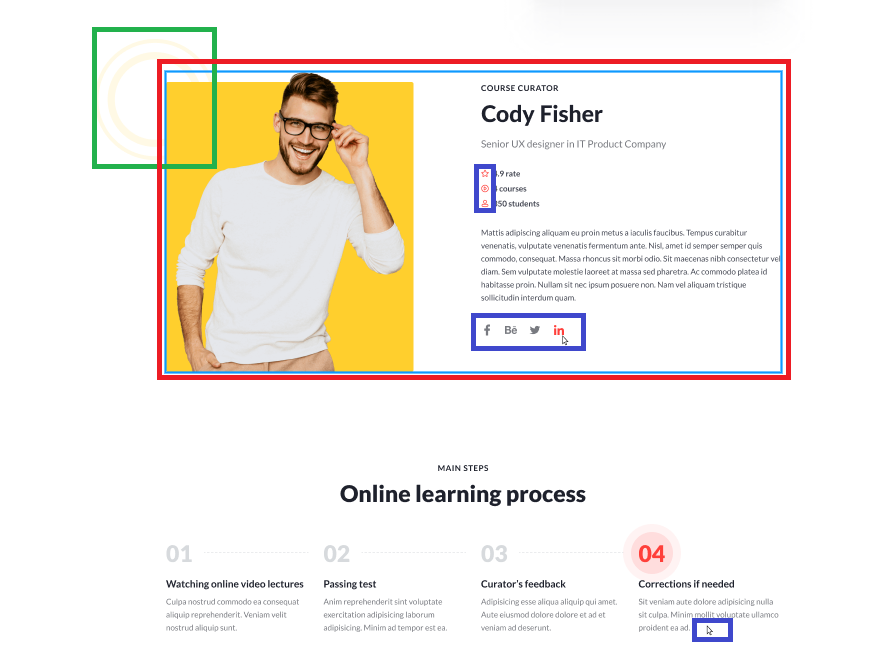 COURSE CURATOR
Cody Fisher
Senior UX designer in IT Product Company
.9 rate
courses
350 students
Mattis adipiscing aliquam eu proin metus a iaculis faucibus. Tempus curabitur
venenatis, vulputate venenatis fermentum ante. Nisl, amet id semper semper quis
commodo, consequat. Massa rhoncus sit morbi odio. Sit maecenas nibh consectetur vel
diam. Sem vulputate molestie laoreet at massa sed pharetra. Ac commodo platea id
habitasse proin. Nullam sit nec ipsum posuere non. Nam vel aliquam tristique
sollicitudin interdum quam.
f Bē in
MAIN STEPS
Online learning process
01 02 03 04
Watching online video lectures Passing test Curator's feedback Corrections if needed
Culpa nostrud commodo ea consequat Anim reprehenderit sint voluptate Adipisicing esse aliqua aliquip qui amet. Sit veniam aute dolore adipisicing nulla
aliquip reprehenderit. Veniam velit exercitation adipisicing laborum Aute eiusmod dolore dolore et ad et sit culpa. Minim mollit voluptate ullamco
nostrud aliquip sunt. adipisicing. Minim ad tempor est ea. veniam ad deserunt. proident ea ad.